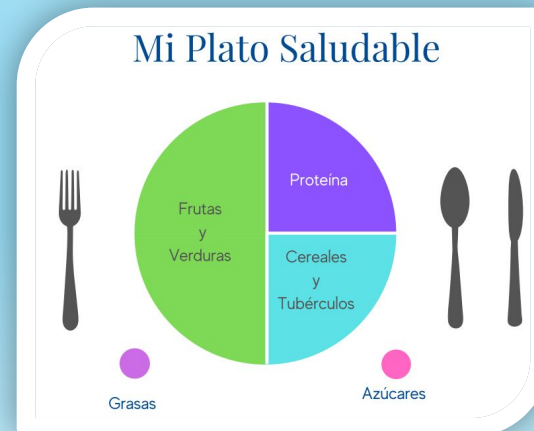 Mi Plato Saludable
Frutas
y
Verduras
Proteína
Cereales
y
Tubérculos
Grasas
Azúcares